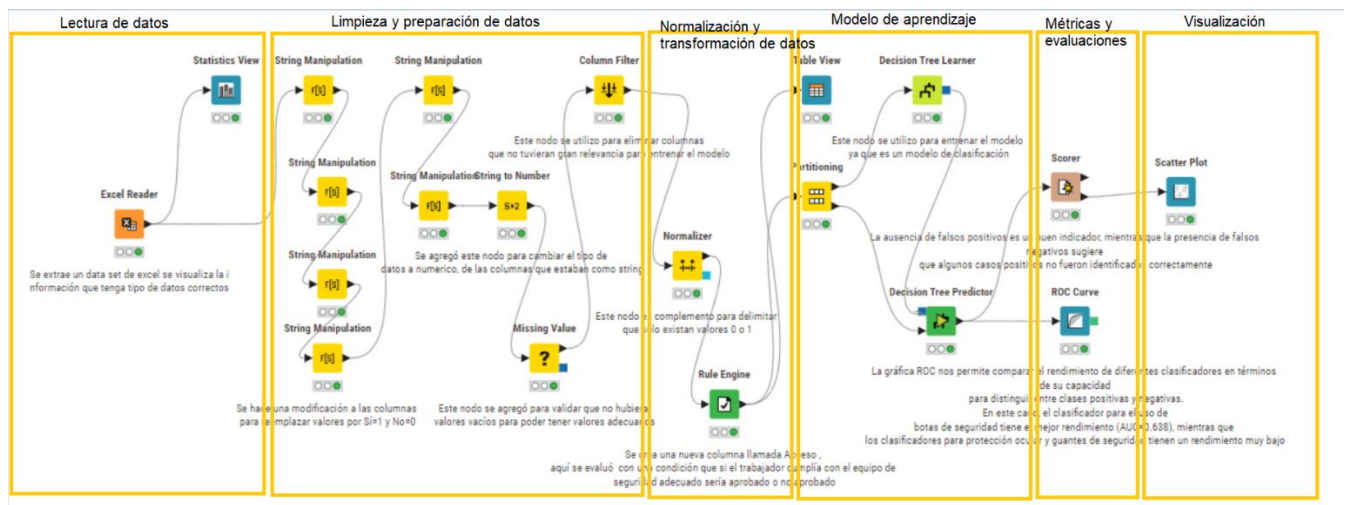 Lectura de datos
Limpieza y preparación de datos
Normalización y
transformación de datos
Modelo de aprendizaje
Métricas y
evaluaciones
Visualización
Statistics View
Excel Reader
Se extrae un data set de excel se visualiza la i
nformación que tenga tipo de datos correctos
String Manipulation
r[s]
String Manipulation
r[s]
String Manipulation
r[s]
String Manipulation
r[s]
Se hace una modificación a las columnas
para reemplazar valores por Sí=1 y No=0
String Manipulation
r[s]
String Manipulation
r[s]
String to Number
S▸2
Se agregó este nodo para cambiar el tipo de
datos a numerico, de las columnas que estaban como string
Missing Value
?
Este nodo se agregó para validar que no hubiera
valores vacíos para poder tener valores adecuados
Column Filter
Este nodo se utilizo para eliminar columnas
que no tuvieran gran relevancia para entrenar el modelo
Normalizer
Este nodo es complemento para delimitar
que solo existan valores 0 o 1
Rule Engine
Se crea una nueva columna llamada Acceso ,
aquí se evaluó con una condición que si el trabajador cumplía con el equipo de
seguridad adecuado sería aprobado o no aprobado
Table View
Partitioning
Decision Tree Learner
Este nodo se utilizo para entrenar el modelo
ya que es un modelo de clasificación
Decision Tree Predictor
Scorer
La ausencia de falsos positivos es un buen indicador, mientras que la presencia de falsos
negativos sugiere
que algunos casos positivos no fueron identificados correctamente
ROC Curve
La gráfica ROC nos permite comparar el rendimiento de diferentes clasificadores en términos
de su capacidad
para distinguir entre clases positivas y negativas.
En este caso, el clasificador para el uso de
botas de seguridad tiene el mejor rendimiento (AUC=0.638), mientras que
los clasificadores para protección ocular y guantes de seguridad tienen un rendimiento muy bajo
Scatter Plot